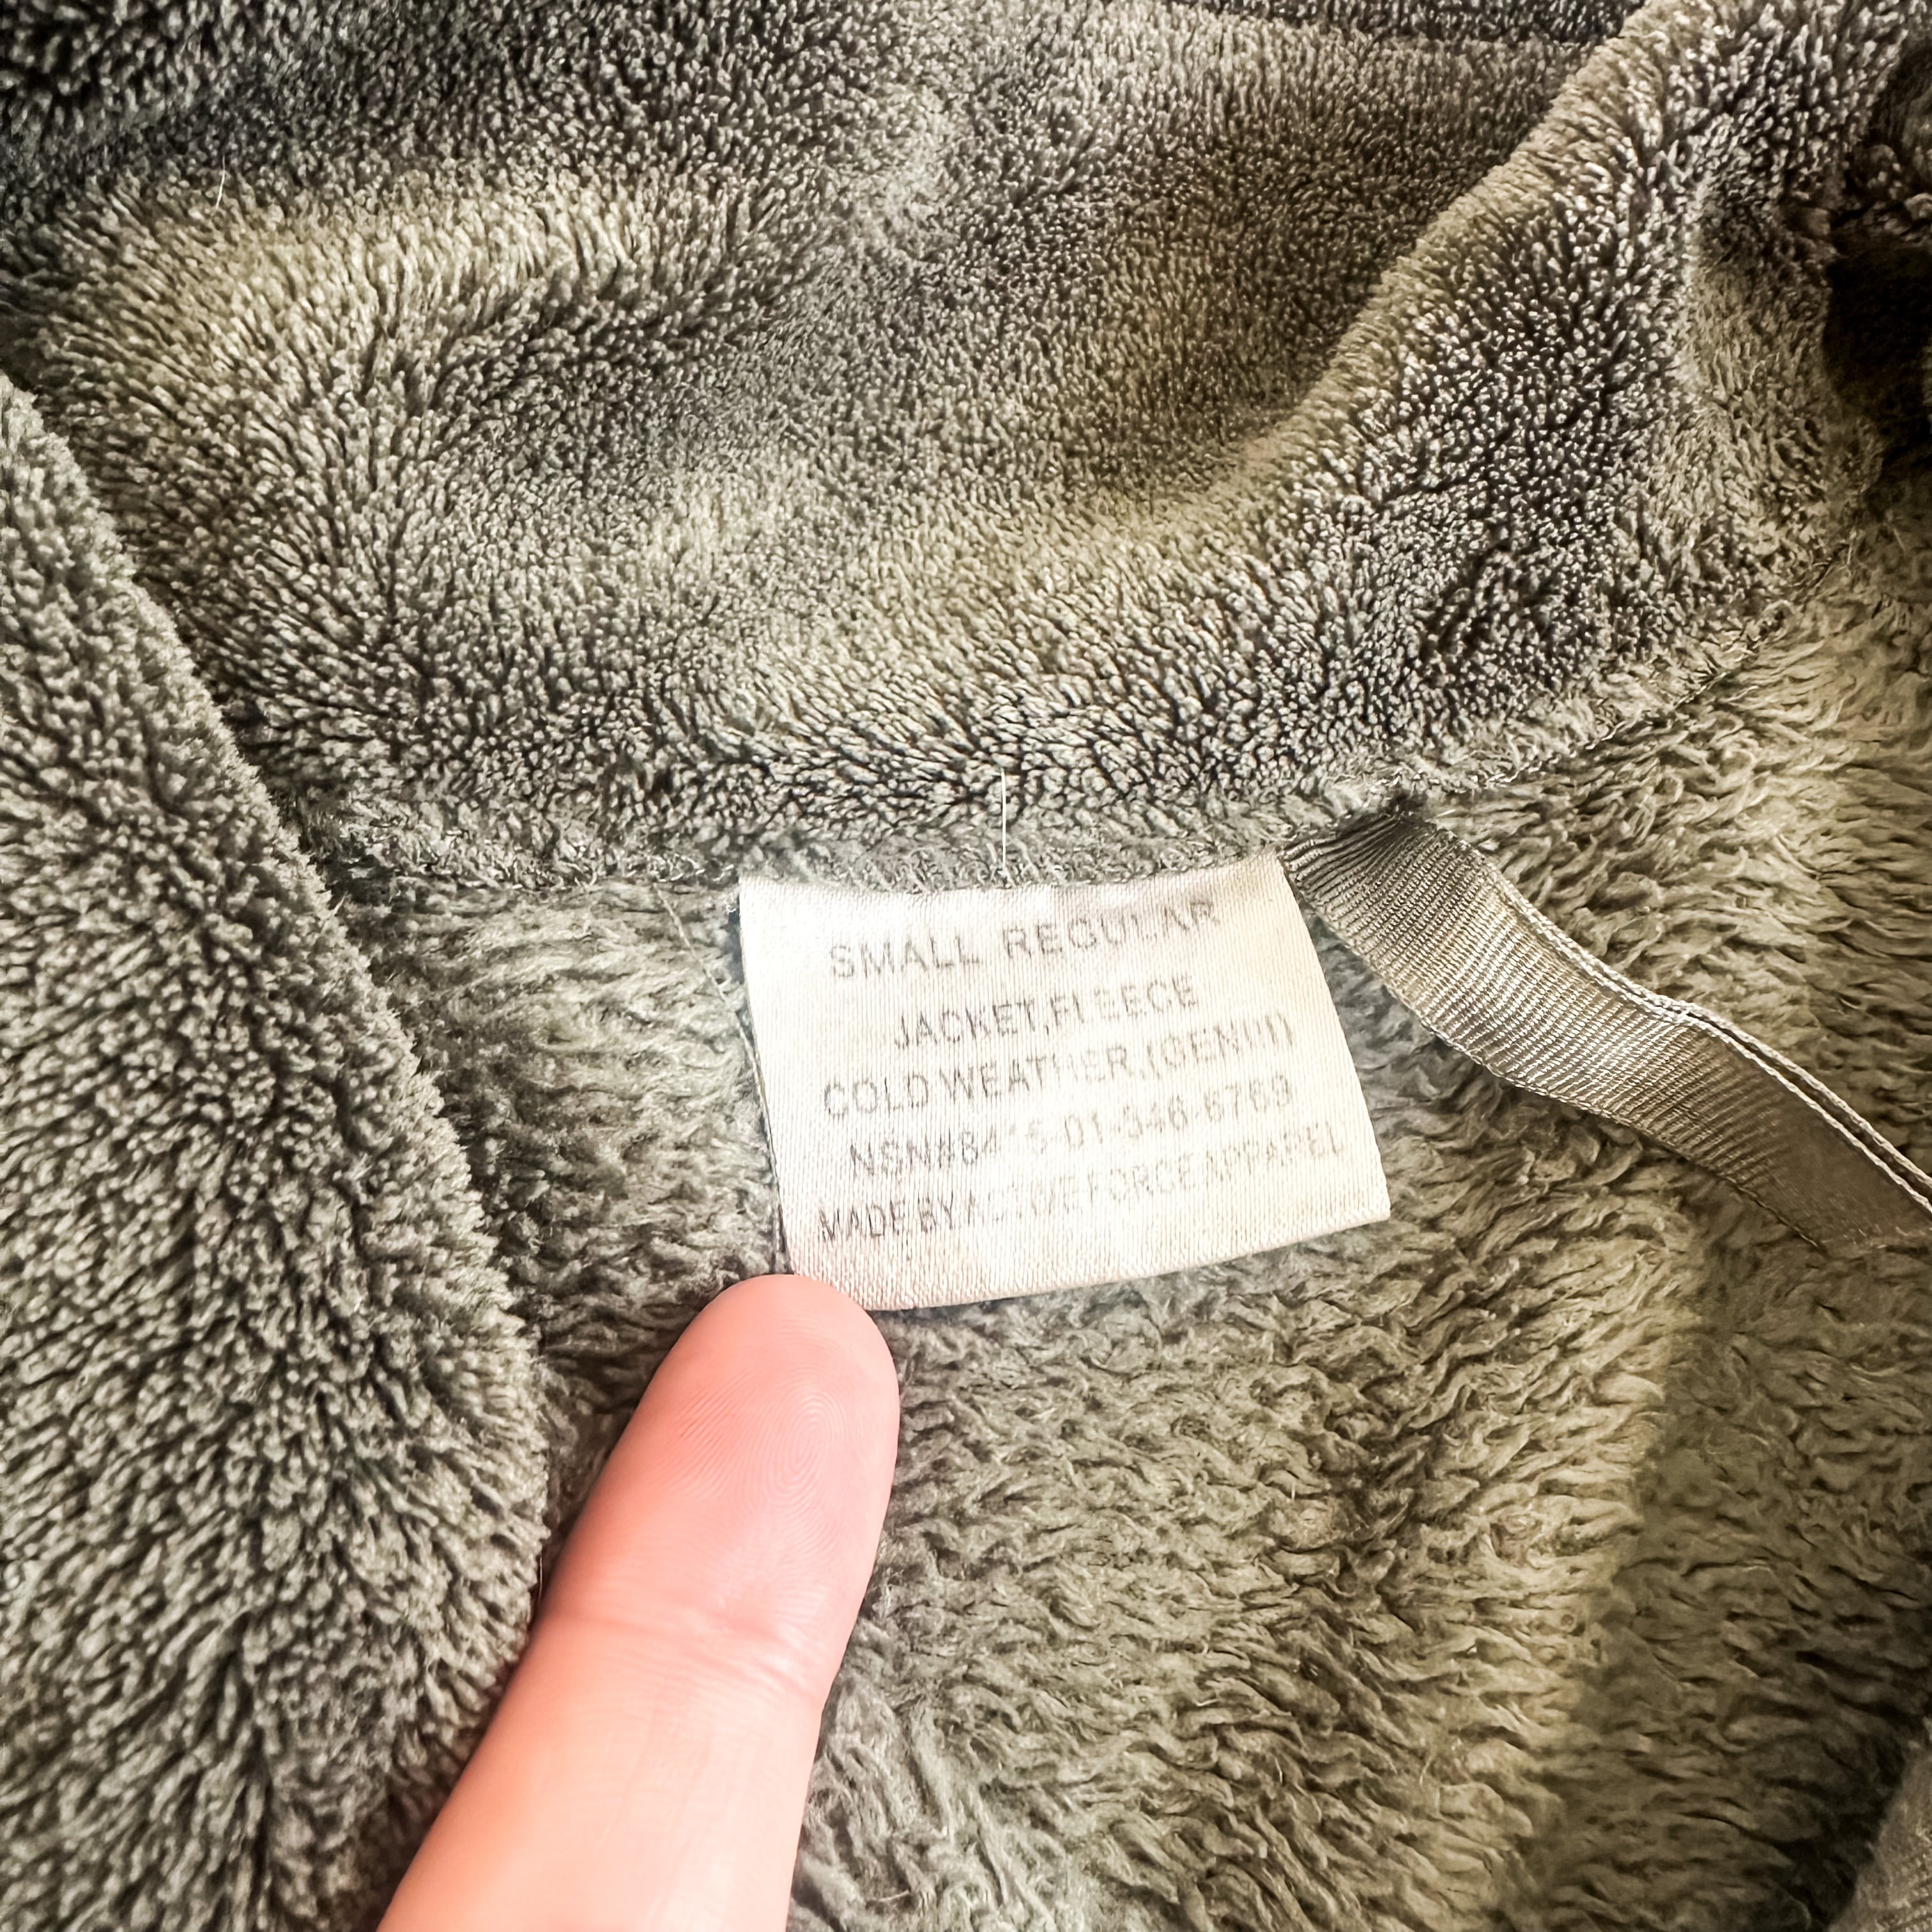 SMALL REGULAR
JACKET,FLEECE
COLD WEATHER,(GEN III)
NSN#8415-01-546-6769
MADE BY ACTIVE FORCE APPAREL